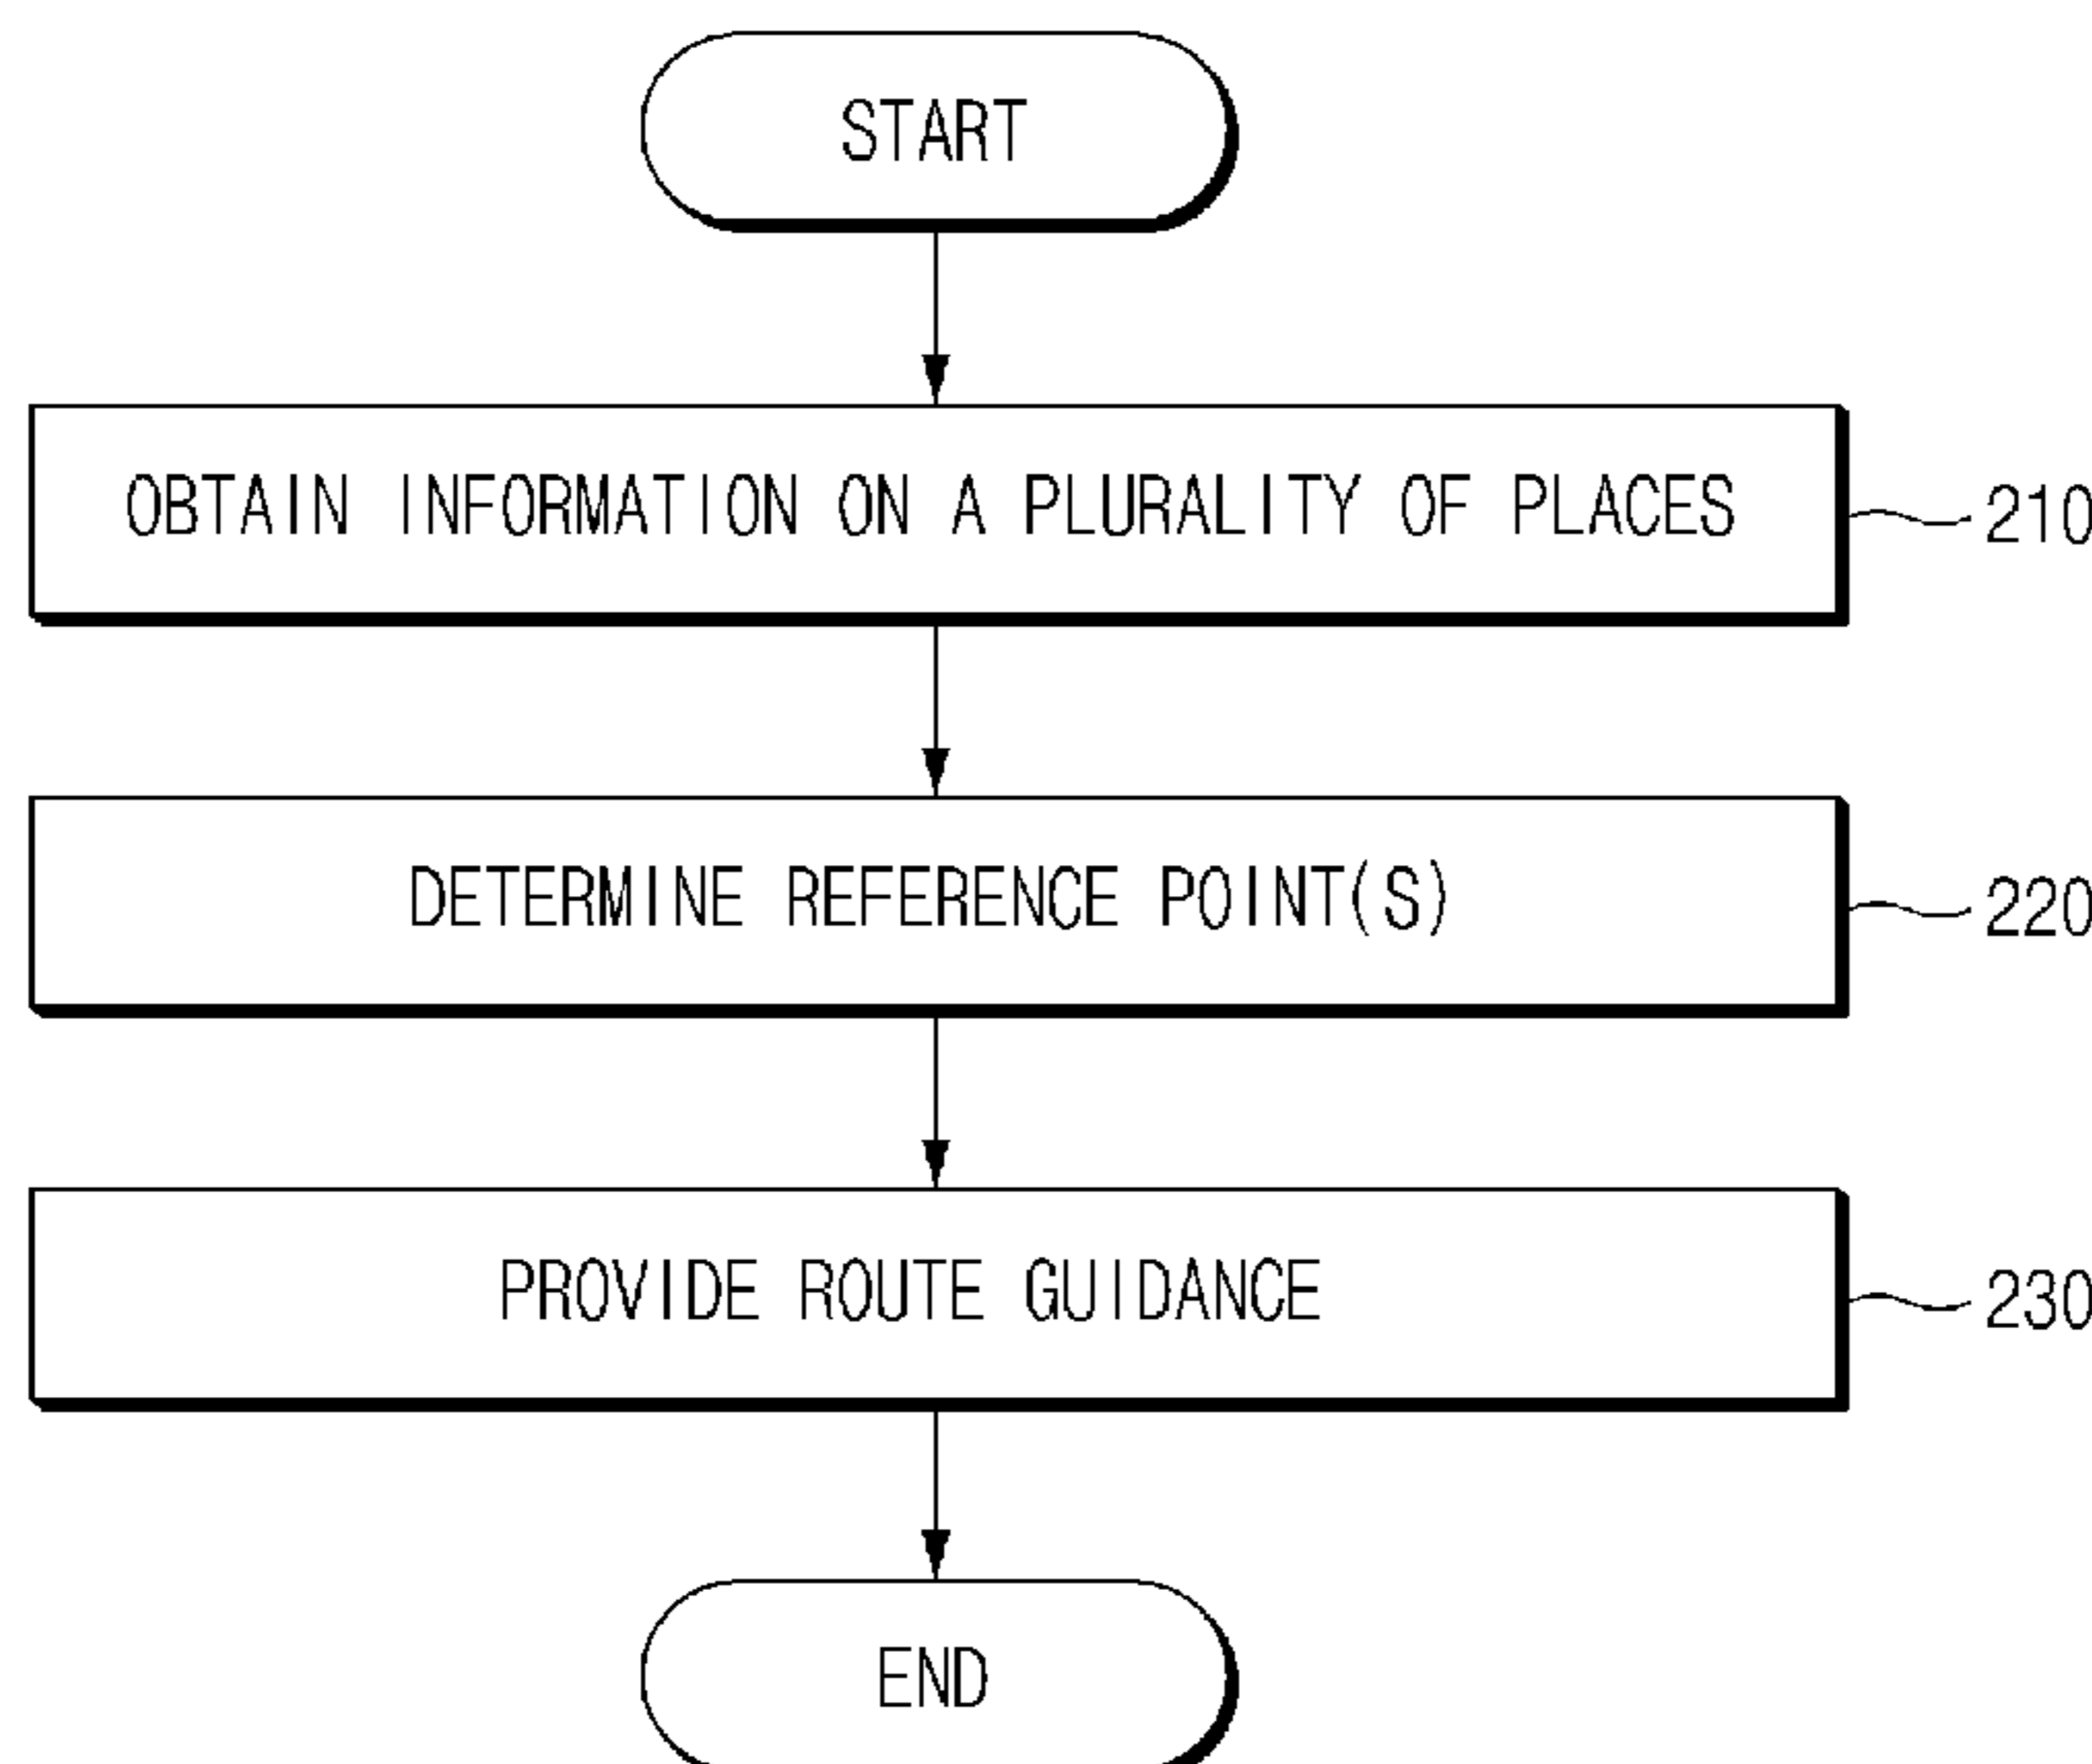 START
OBTAIN INFORMATION ON A PLURALITY OF PLACES
210
DETERMINE REFERENCE POINT(S)
220
PROVIDE ROUTE GUIDANCE
230
END